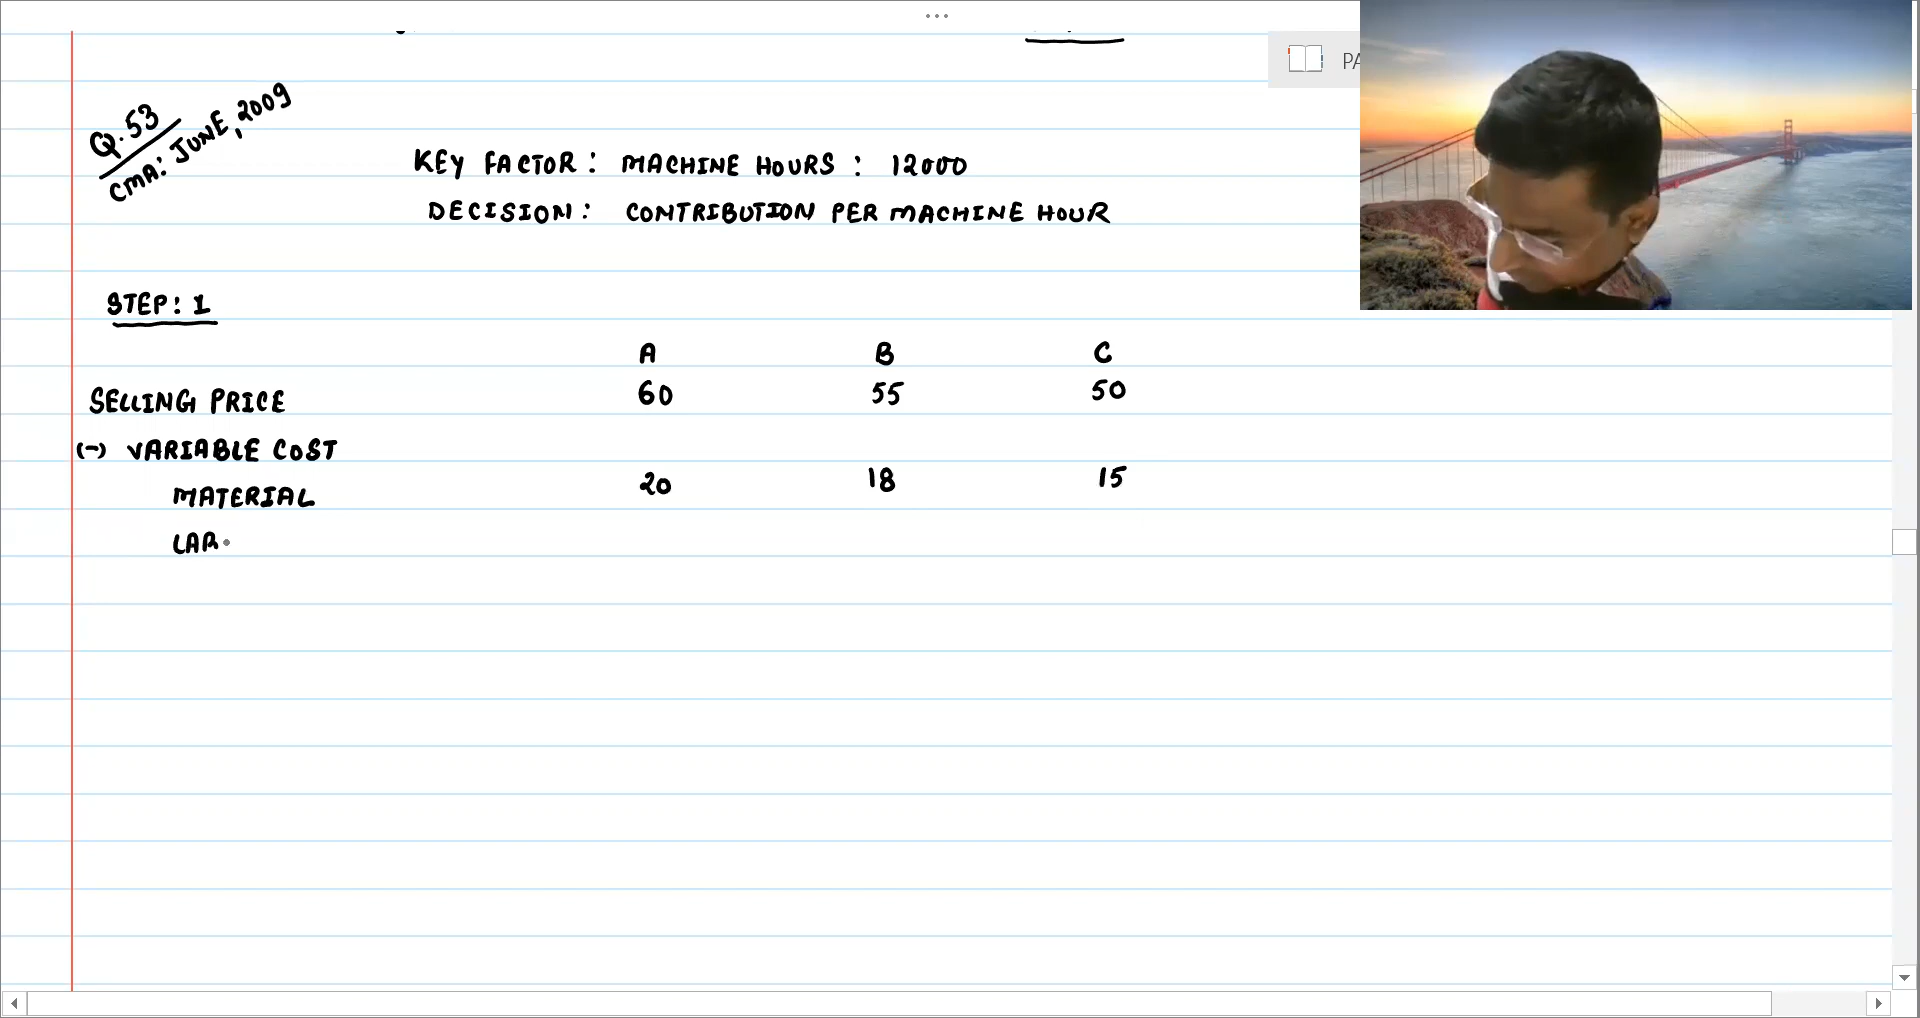 Q.53
CMA: JUNE, 2009
PA
KEY FACTOR: MACHINE HOURS: 12000
DECISION: CONTRIBUTION PER MACHINE HOUR
STEP: 1
A B C
SELLING PRICE 60 55 50
(-) VARIABLE COST
MATERIAL 20 18 15